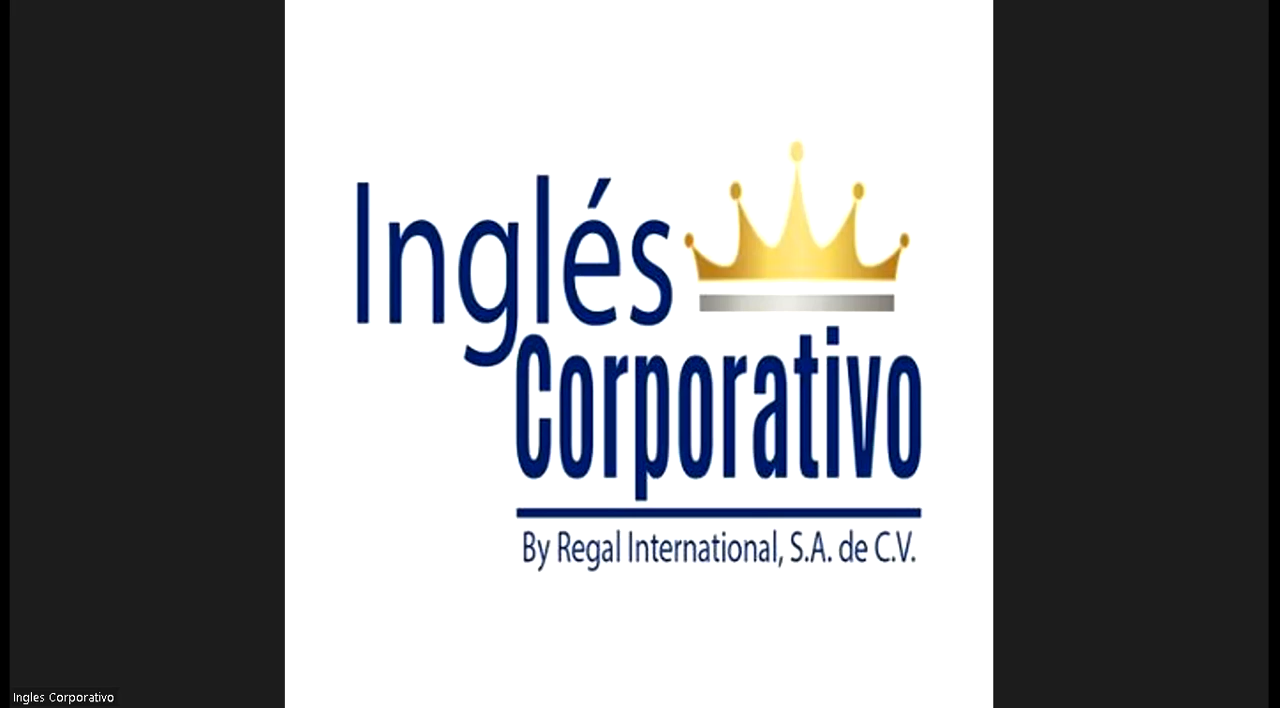 Inglés
Corporativo
By Regal International, S.A. de C.V.
Ingles Corporativo